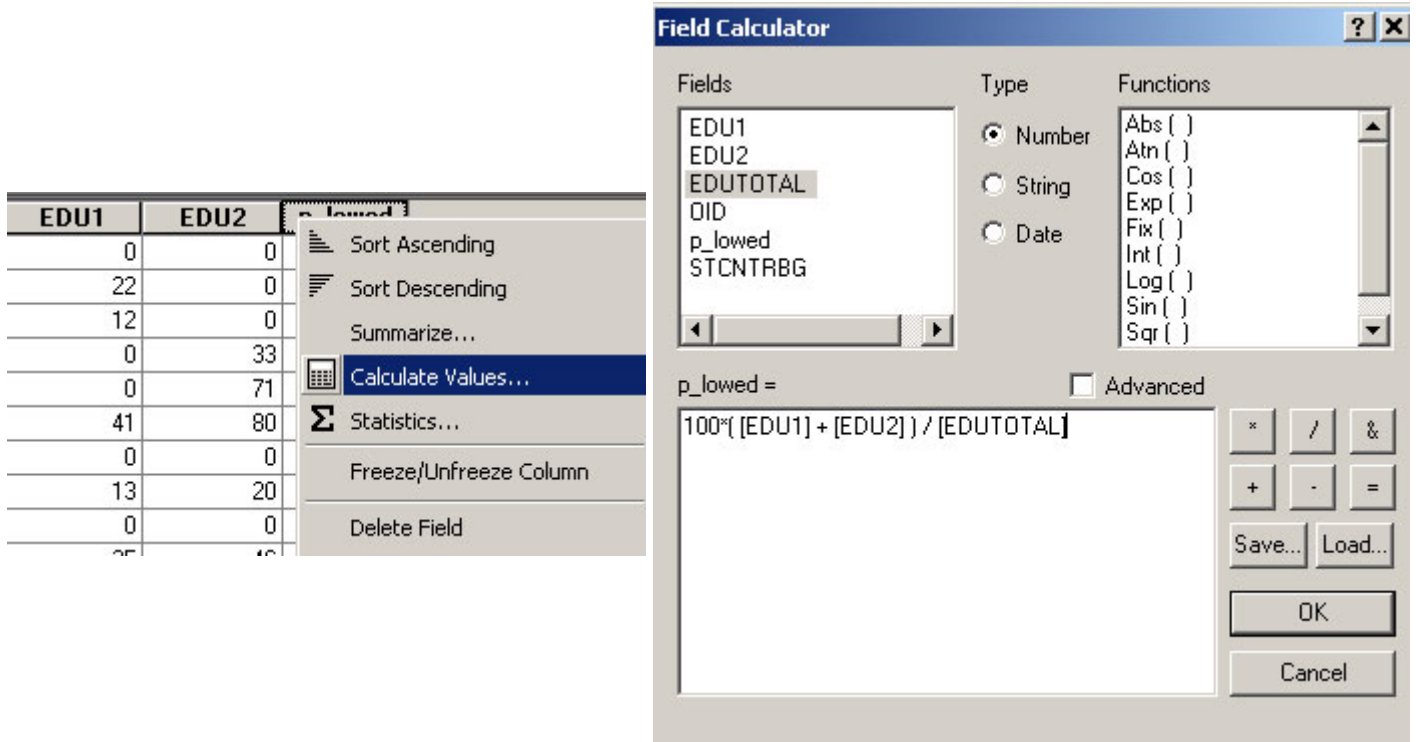 EDU1 EDU2 p_lowed
0 0
22 0
12 0
0 33
0 71
41 80
0 0
13 20
0 0
Sort Ascending
Sort Descending
Summarize...
Calculate Values...
Σ Statistics...
Freeze/Unfreeze Column
Delete Field
Field Calculator ? X
Fields Type Functions
EDU1
EDU2
EDUTOTAL
OID
p_lowed
STCNTRBG
Number
String
Date
Abs ( )
Atn ( )
Cos ( )
Exp ( )
Fix ( )
Int ( )
Log ( )
Sin ( )
Sqr ( )
p_lowed = Advanced
100*( [EDU1] + [EDU2] ) / [EDUTOTAL]
* / &
+ - =
Save... Load...
OK
Cancel